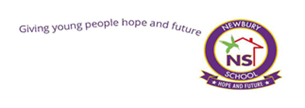 Giving young people hope and future
NEWBURY
NS
SCHOOL
HOPE AND FUTURE